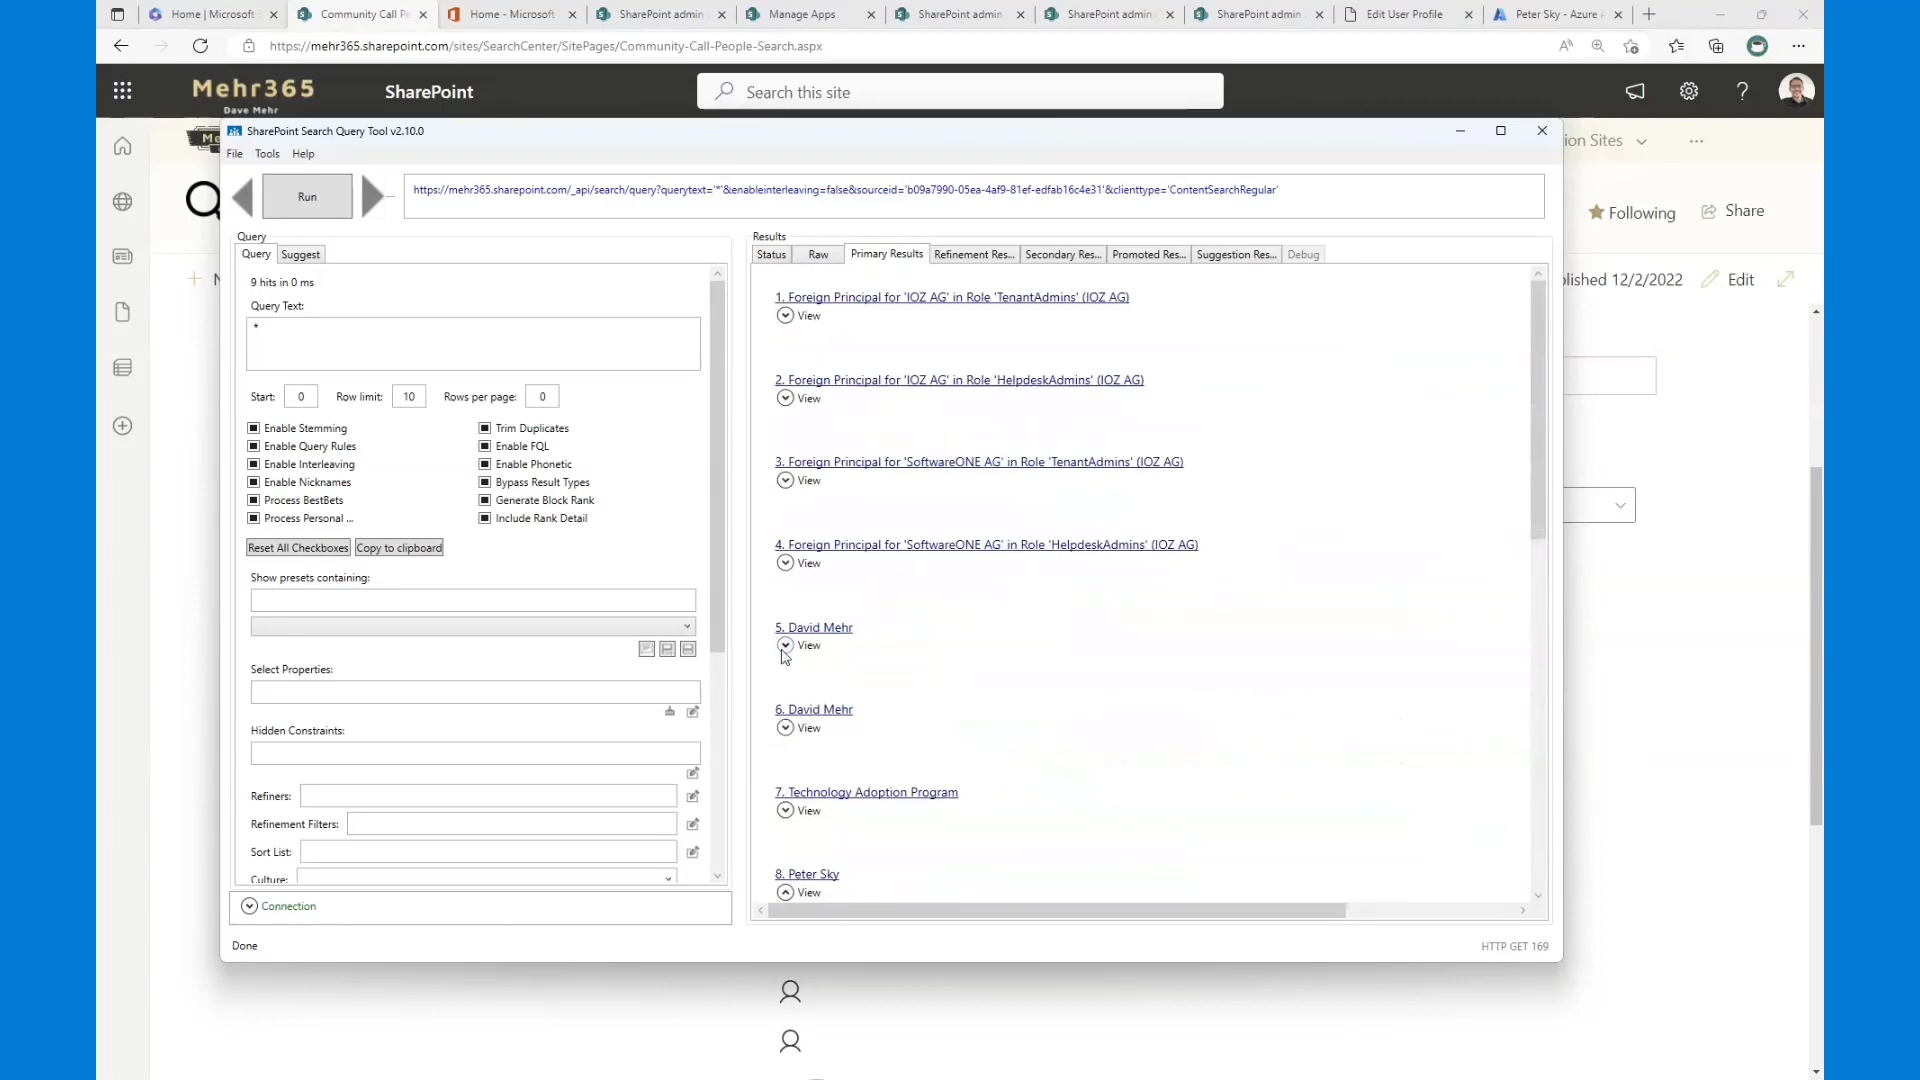 Home | Microsoft
Community Call Pe
Home - Microsoft
SharePoint admin
Manage Apps
SharePoint admin
SharePoint admin
SharePoint admin
Edit User Profile
Peter Sky - Azure
https://mehr365.sharepoint.com/sites/SearchCenter/SitePages/Community-Call-People-Search.aspx
Mehr365
Dave Mehr
SharePoint
Search this site
ion Sites
Following
Share
blished 12/2/2022
Edit
SharePoint Search Query Tool v2.10.0
File Tools Help
Run
https://mehr365.sharepoint.com/_api/search/query?querytext='*'&enableinterleaving=false&sourceid='b09a7990-05ea-4af9-81ef-edfab16c4e31'&clienttype='ContentSearchRegular'
Query
Query Suggest
9 hits in 0 ms
Query Text:
*
Start: 0 Row limit: 10 Rows per page: 0
Enable Stemming Trim Duplicates
Enable Query Rules Enable FQL
Enable Interleaving Enable Phonetic
Enable Nicknames Bypass Result Types
Process BestBets Generate Block Rank
Process Personal ... Include Rank Detail
Reset All Checkboxes Copy to clipboard
Show presets containing:
Select Properties:
Hidden Constraints:
Refiners:
Refinement Filters:
Sort List:
Culture:
Connection
Done
Results
Status Raw Primary Results Refinement Res... Secondary Res... Promoted Res... Suggestion Res... Debug
1. Foreign Principal for 'IOZ AG' in Role 'TenantAdmins' (IOZ AG)
View
2. Foreign Principal for 'IOZ AG' in Role 'HelpdeskAdmins' (IOZ AG)
View
3. Foreign Principal for 'SoftwareONE AG' in Role 'TenantAdmins' (IOZ AG)
View
4. Foreign Principal for 'SoftwareONE AG' in Role 'HelpdeskAdmins' (IOZ AG)
View
5. David Mehr
View
6. David Mehr
View
7. Technology Adoption Program
View
8. Peter Sky
View
HTTP GET 169